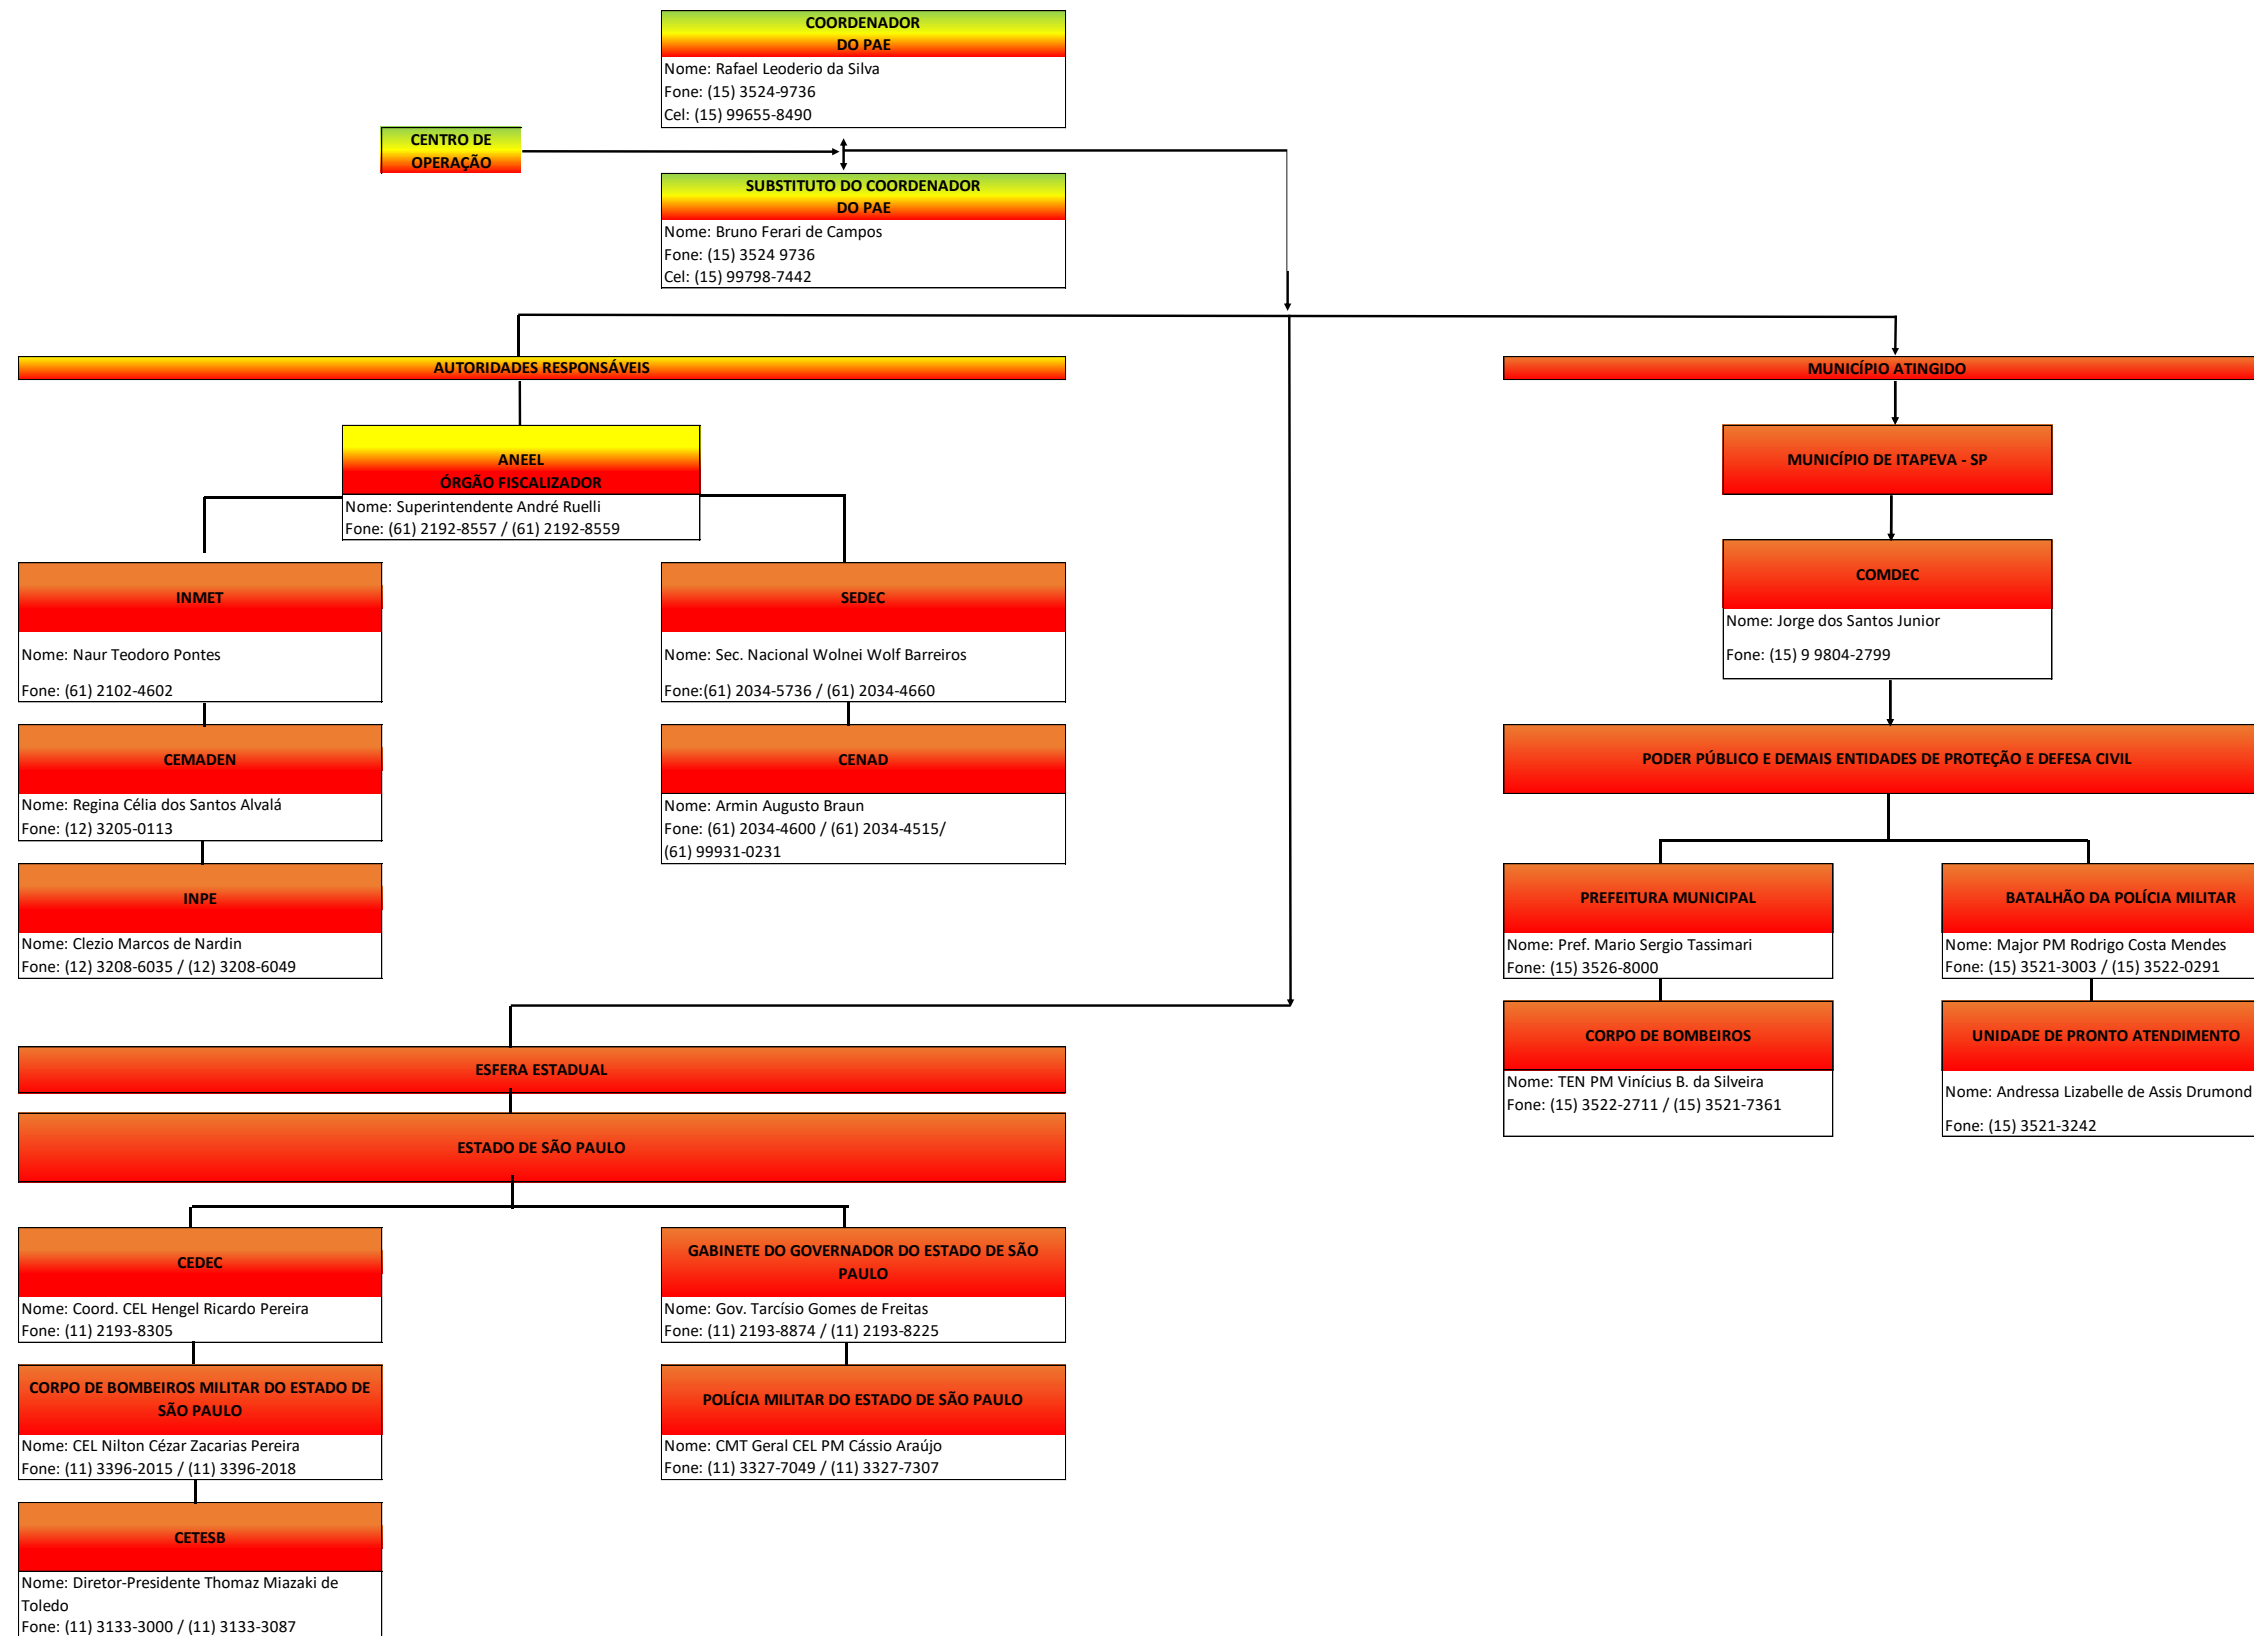 COORDENADOR
DO PAE
Nome: Rafael Leoderio da Silva
Fone: (15) 3524-9736
Cel: (15) 99655-8490
CENTRO DE
OPERAÇÃO
SUBSTITUTO DO COORDENADOR
DO PAE
Nome: Bruno Ferari de Campos
Fone: (15) 3524 9736
Cel: (15) 99798-7442
AUTORIDADES RESPONSÁVEIS
ANEEL
ÓRGÃO FISCALIZADOR
Nome: Superintendente André Ruelli
Fone: (61) 2192-8557 / (61) 2192-8559
INMET
Nome: Naur Teodoro Pontes
Fone: (61) 2102-4602
CEMADEN
Nome: Regina Célia dos Santos Alvalá
Fone: (12) 3205-0113
INPE
Nome: Clezio Marcos de Nardin
Fone: (12) 3208-6035 / (12) 3208-6049
SEDEC
Nome: Sec. Nacional Wolnei Wolf Barreiros
Fone:(61) 2034-5736 / (61) 2034-4660
CENAD
Nome: Armin Augusto Braun
Fone: (61) 2034-4600 / (61) 2034-4515/
(61) 99931-0231
ESFERA ESTADUAL
ESTADO DE SÃO PAULO
CEDEC
Nome: Coord. CEL Hengel Ricardo Pereira
Fone: (11) 2193-8305
CORPO DE BOMBEIROS MILITAR DO ESTADO DE
SÃO PAULO
Nome: CEL Nilton Cézar Zacarias Pereira
Fone: (11) 3396-2015 / (11) 3396-2018
CETESB
Nome: Diretor-Presidente Thomaz Miazaki de
Toledo
Fone: (11) 3133-3000 / (11) 3133-3087
GABINETE DO GOVERNADOR DO ESTADO DE SÃO
PAULO
Nome: Gov. Tarcísio Gomes de Freitas
Fone: (11) 2193-8874 / (11) 2193-8225
POLÍCIA MILITAR DO ESTADO DE SÃO PAULO
Nome: CMT Geral CEL PM Cássio Araújo
Fone: (11) 3327-7049 / (11) 3327-7307
MUNICÍPIO ATINGIDO
MUNICÍPIO DE ITAPEVA - SP
COMDEC
Nome: Jorge dos Santos Junior
Fone: (15) 9 9804-2799
PODER PÚBLICO E DEMAIS ENTIDADES DE PROTEÇÃO E DEFESA CIVIL
PREFEITURA MUNICIPAL
Nome: Pref. Mario Sergio Tassimari
Fone: (15) 3526-8000
CORPO DE BOMBEIROS
Nome: TEN PM Vinícius B. da Silveira
Fone: (15) 3522-2711 / (15) 3521-7361
BATALHÃO DA POLÍCIA MILITAR
Nome: Major PM Rodrigo Costa Mendes
Fone: (15) 3521-3003 / (15) 3522-0291
UNIDADE DE PRONTO ATENDIMENTO
Nome: Andressa Lizabelle de Assis Drumond
Fone: (15) 3521-3242